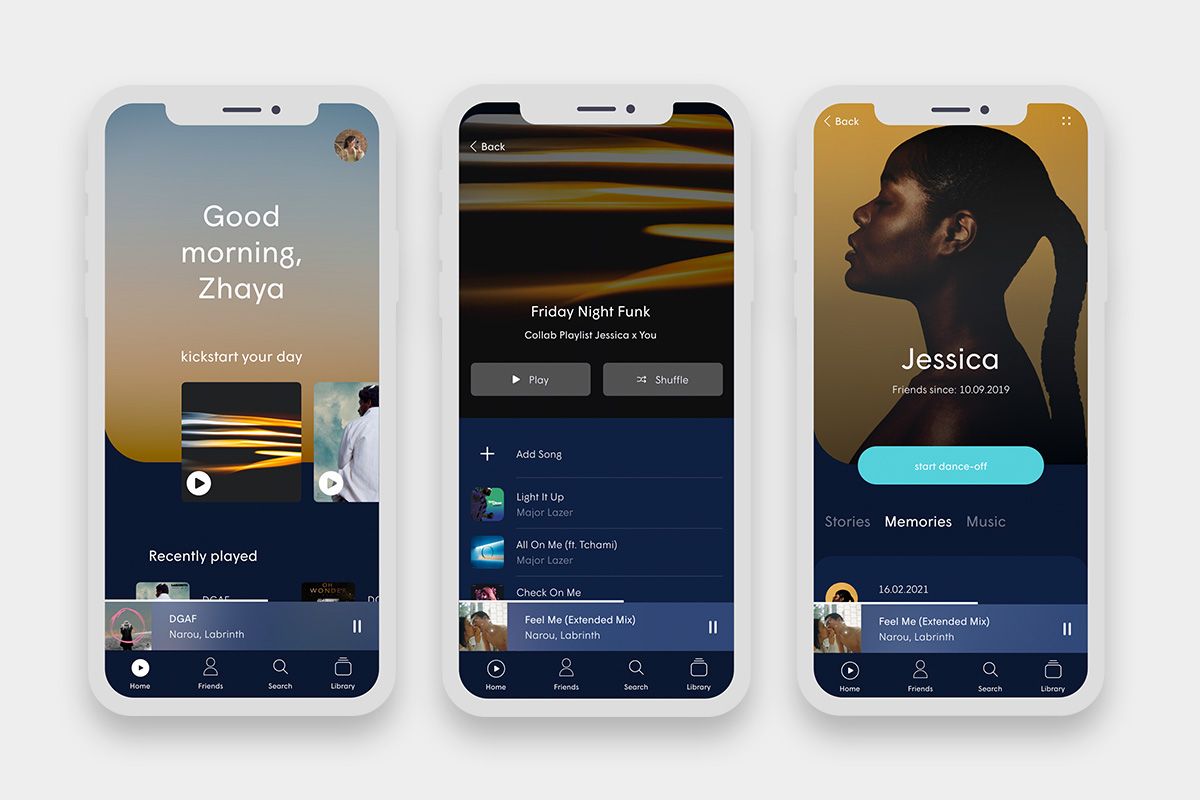 Good
morning,
Zhaya
kickstart your day
Recently played
DGAF
OH
WONDER
DGAF
Narou, Labrinth
Home
Friends
Search
Library
Back
Friday Night Funk
Collab Playlist Jessica x You
Play
Shuffle
Add Song
Light It Up
Major Lazer
All On Me (ft. Tchami)
Major Lazer
Check On Me
Feel Me (Extended Mix)
Narou, Labrinth
Home
Friends
Search
Library
Back
Jessica
Friends since: 10.09.2019
start dance-off
Stories
Memories
Music
16.02.2021
Feel Me (Extended Mix)
Narou, Labrinth
Home
Friends
Search
Library